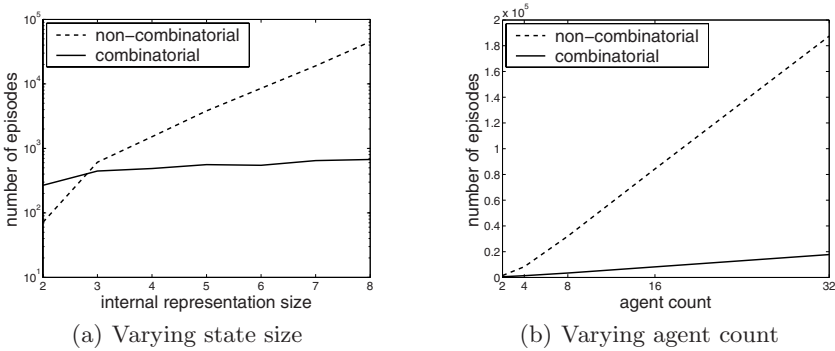 10^5
non−combinatorial
combinatorial
10^4
10^3
10^2
10^1
number of episodes
2 3 4 5 6 7 8
internal representation size
(a) Varying state size
x 10^5
2
non−combinatorial
combinatorial
1.8
1.6
1.4
1.2
1
0.8
0.6
0.4
0.2
0
number of episodes
2 4 8 16 32
agent count
(b) Varying agent count